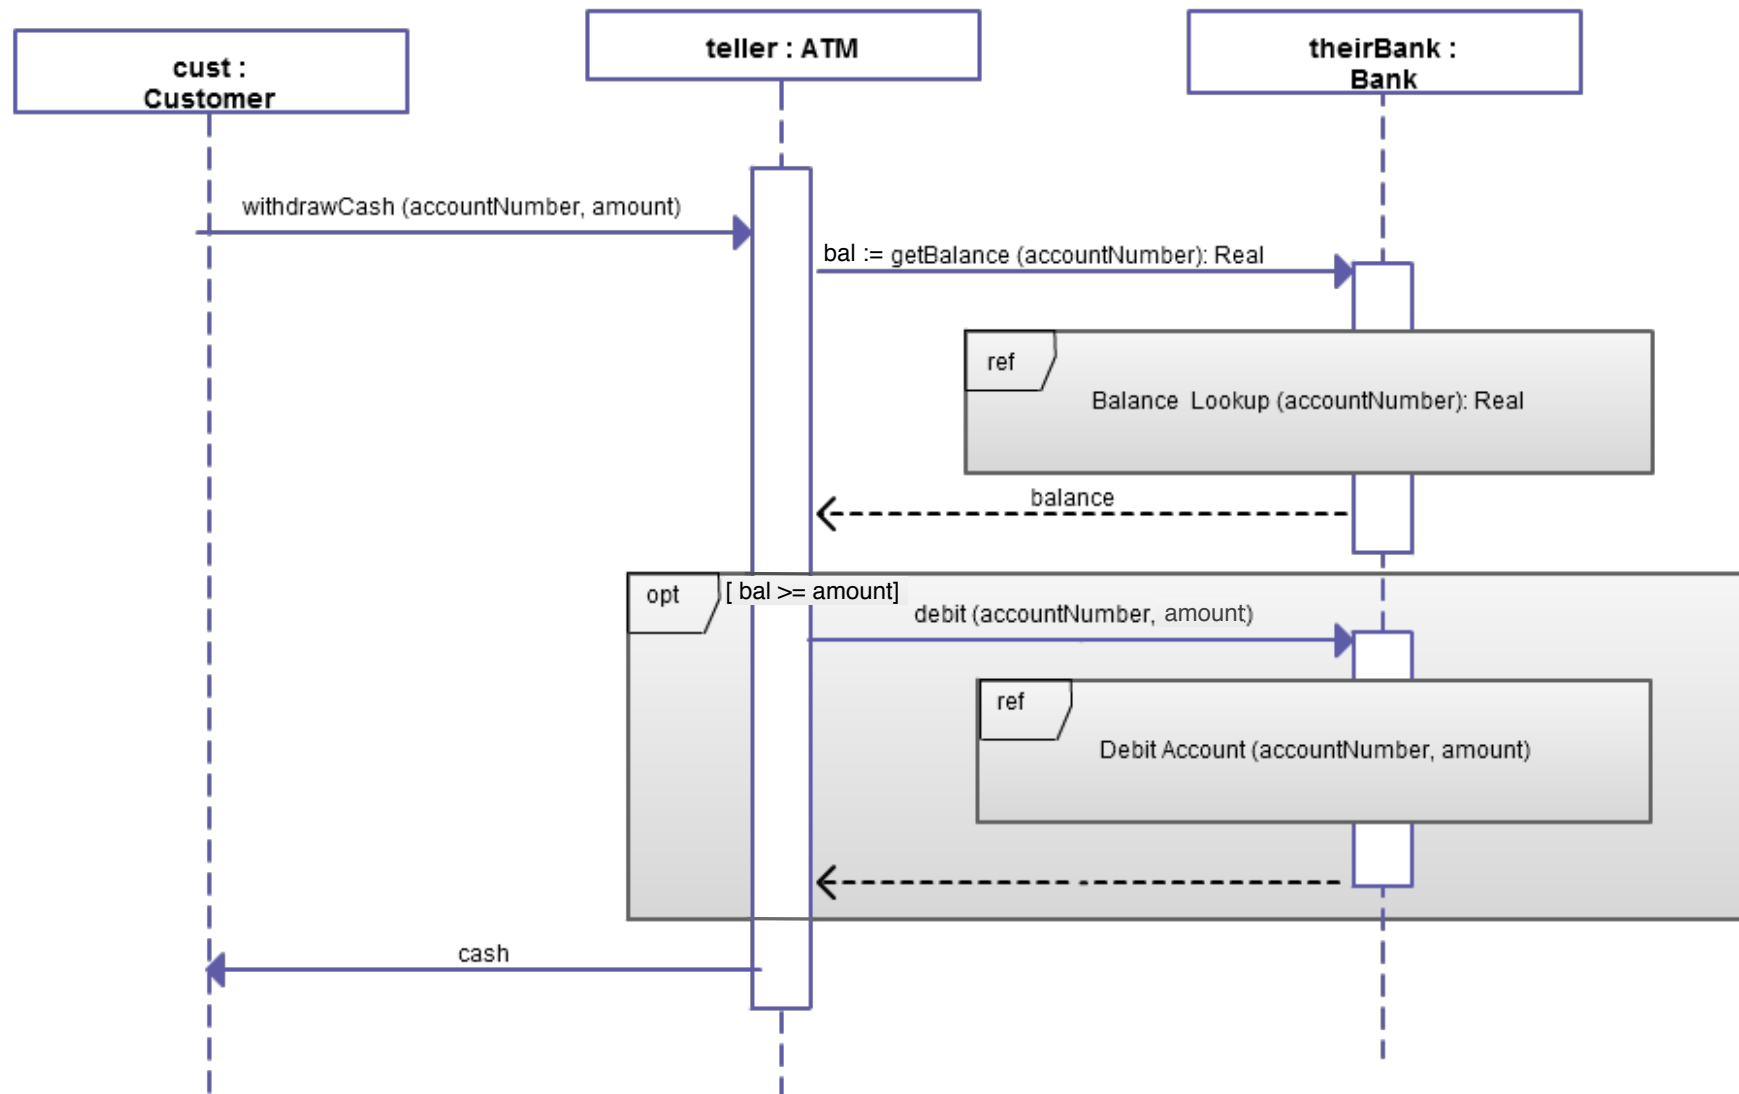 cust :
Customer
teller : ATM
theirBank :
Bank
withdrawCash (accountNumber, amount)
bal := getBalance (accountNumber): Real
ref
Balance  Lookup (accountNumber): Real
balance
opt
[ bal >= amount]
debit (accountNumber, amount)
ref
Debit Account (accountNumber, amount)
cash